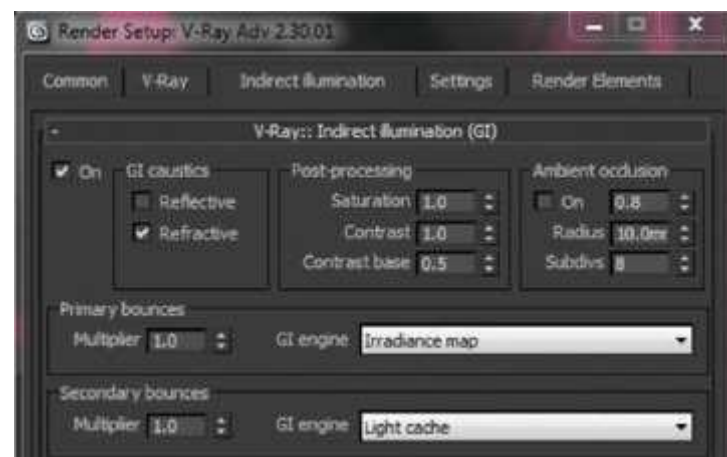 Render Setup: V-Ray Adv 2.30.01
Common V-Ray Indirect illumination Settings Render Elements
- V-Ray:: Indirect illumination (GI)
On GI caustics Post-processing Ambient occlusion
Reflective Saturation 1.0 On 0.8
Refractive Contrast 1.0 Radius 10.0m
Contrast base 0.5 Subdivs 8
Primary bounces
Multiplier 1.0 GI engine Irradiance map
Secondary bounces
Multiplier 1.0 GI engine Light cache